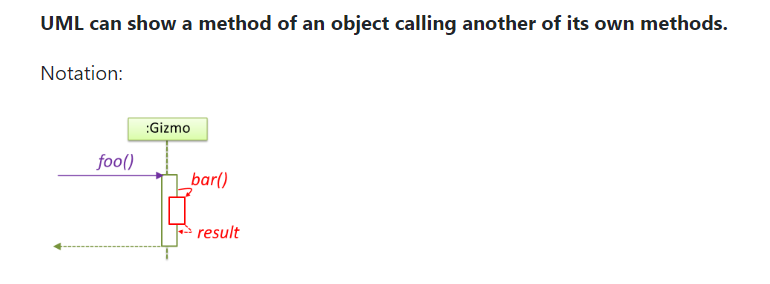 UML can show a method of an object calling another of its own methods.
Notation:
:Gizmo
foo()
bar()
result